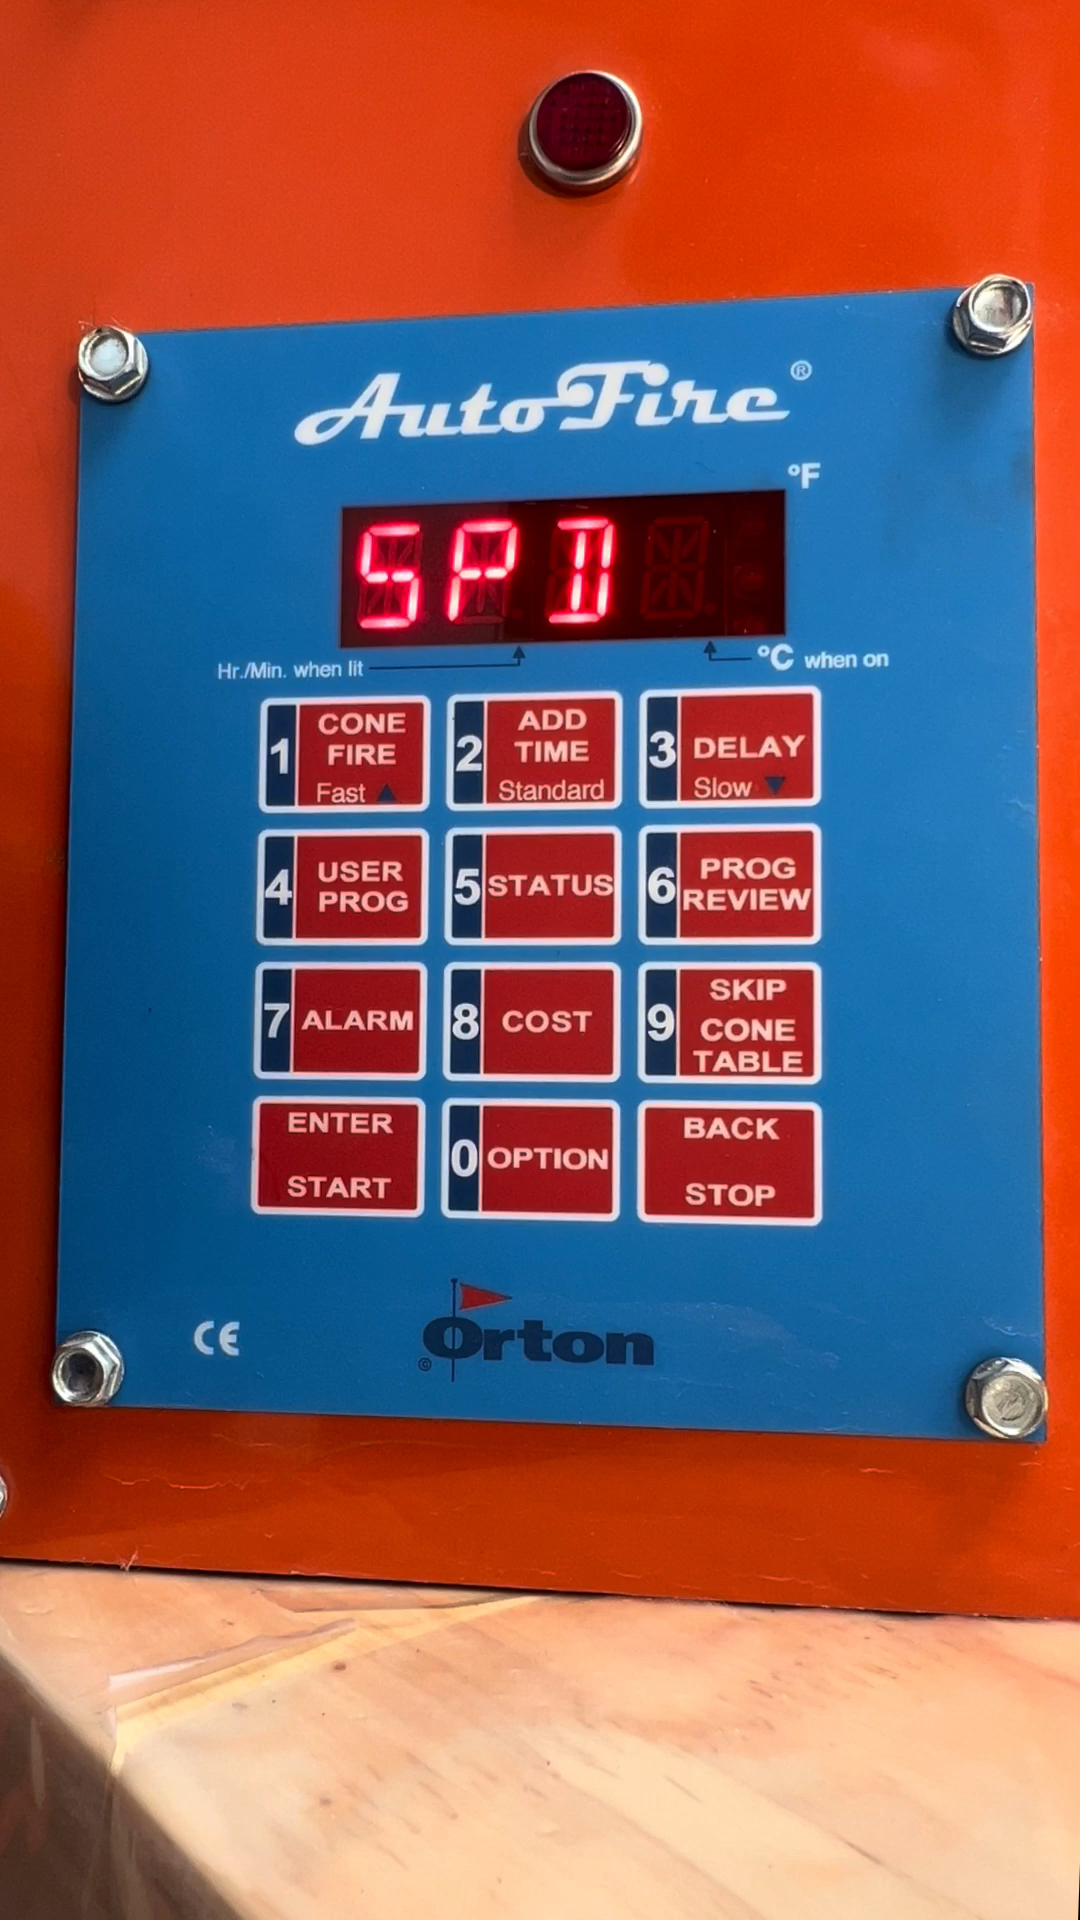 AutoFire®
°F
SPD
Hr./Min. when lit
°C when on
1 CONE FIRE Fast ▲
2 ADD TIME Standard
3 DELAY Slow ▼
4 USER PROG
5 STATUS
6 PROG REVIEW
7 ALARM
8 COST
9 SKIP CONE TABLE
ENTER START
0 OPTION
BACK STOP
CE
© Orton